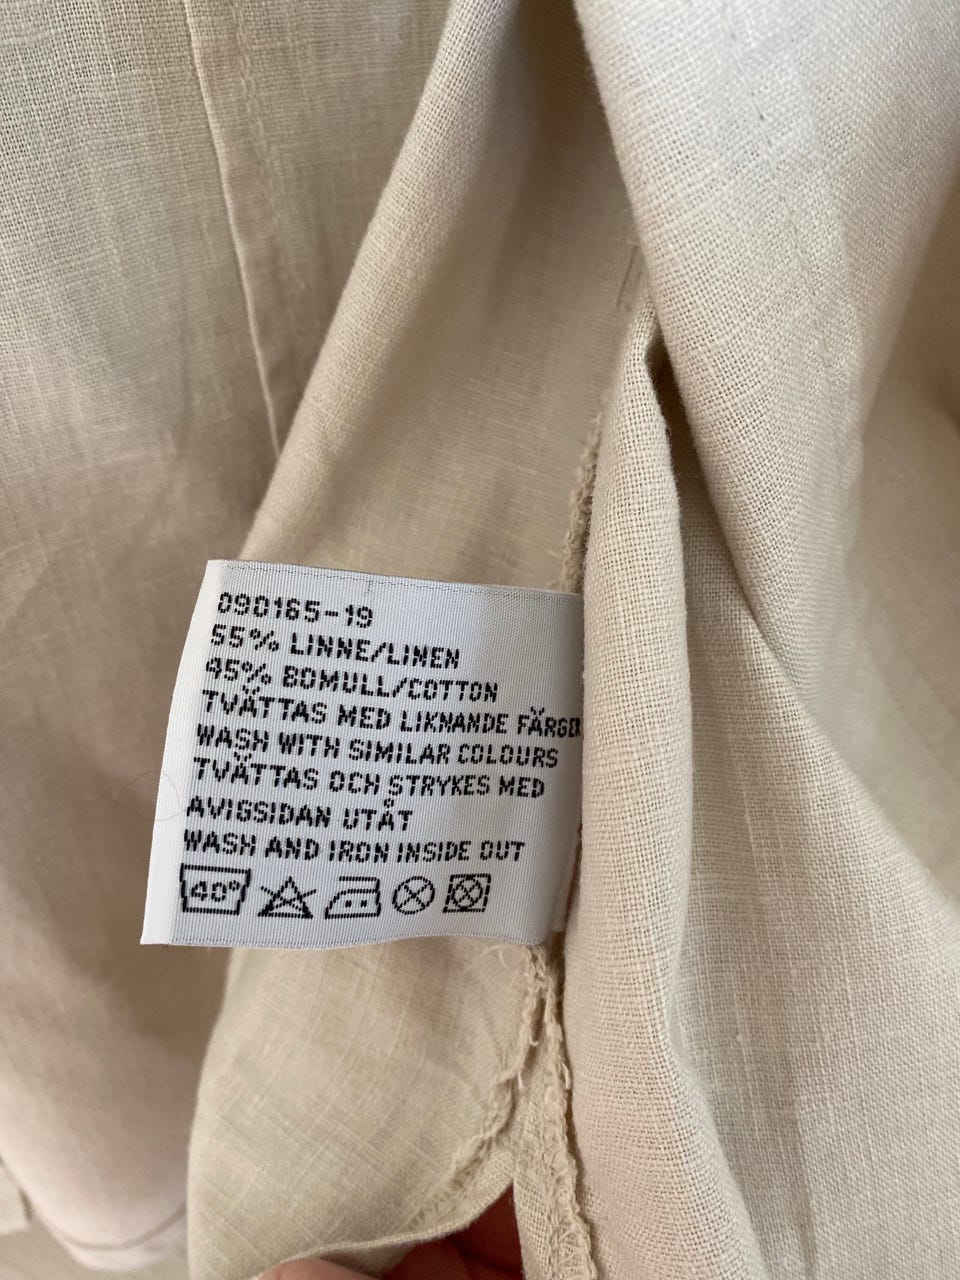 090165-19
55% LINNE/LINEN
45% BOMULL/COTTON
TVÄTTAS MED LIKNANDE FÄRGER
WASH WITH SIMILAR COLOURS
TVÄTTAS OCH STRYKES MED
AVIGSIDAN UTÅT
WASH AND IRON INSIDE OUT
40°